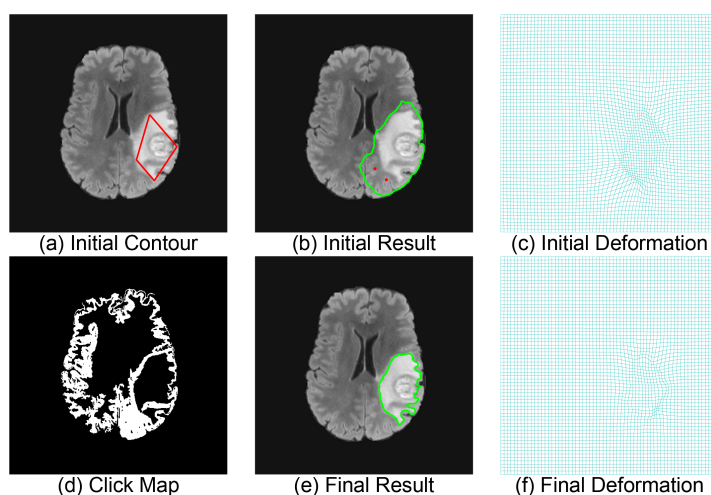 (a) Initial Contour
(b) Initial Result
(c) Initial Deformation
(d) Click Map
(e) Final Result
(f) Final Deformation